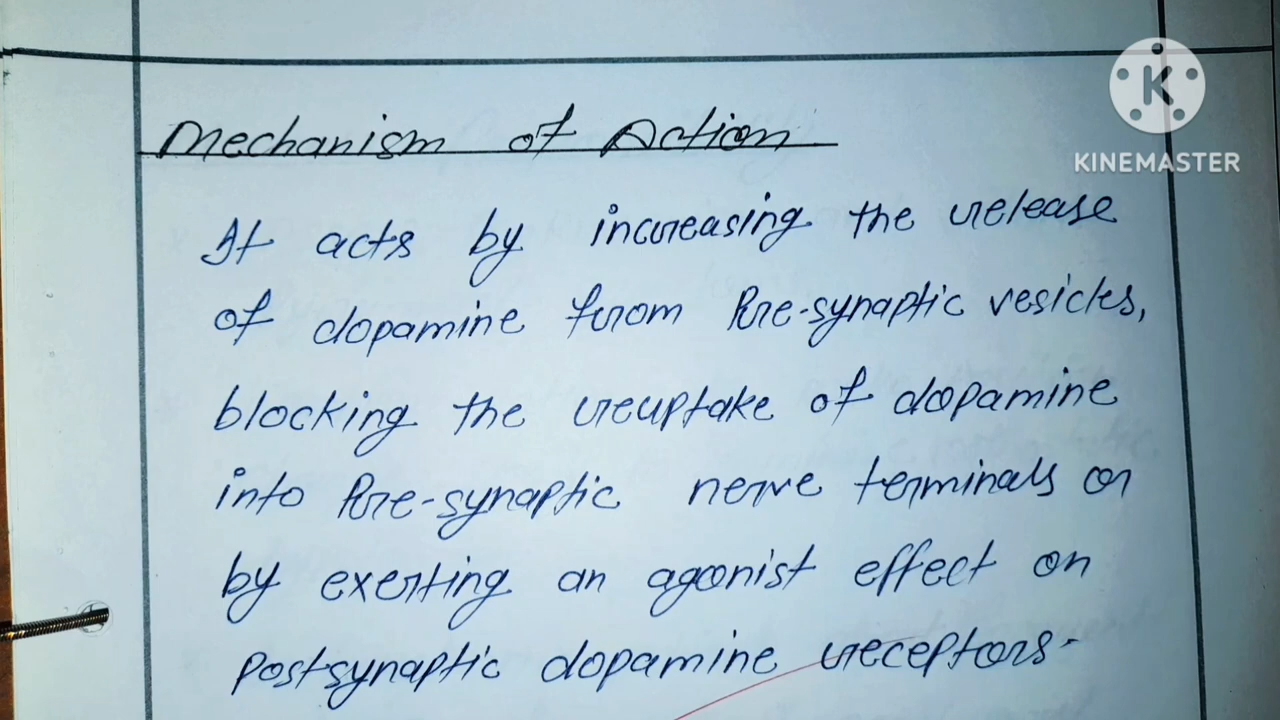 Mechanism of Action
KINEMASTER
It acts by increasing the release
of dopamine from Pre-synaptic vesicles,
blocking the reuptake of dopamine
into Pre-synaptic nerve terminals or
by exerting an agonist effect on
Postsynaptic dopamine receptors.